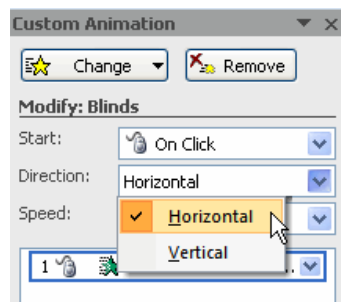 Custom Animation
Change Remove
Modify: Blinds
Start: On Click
Direction: Horizontal
Speed: Horizontal
Vertical
1 ...